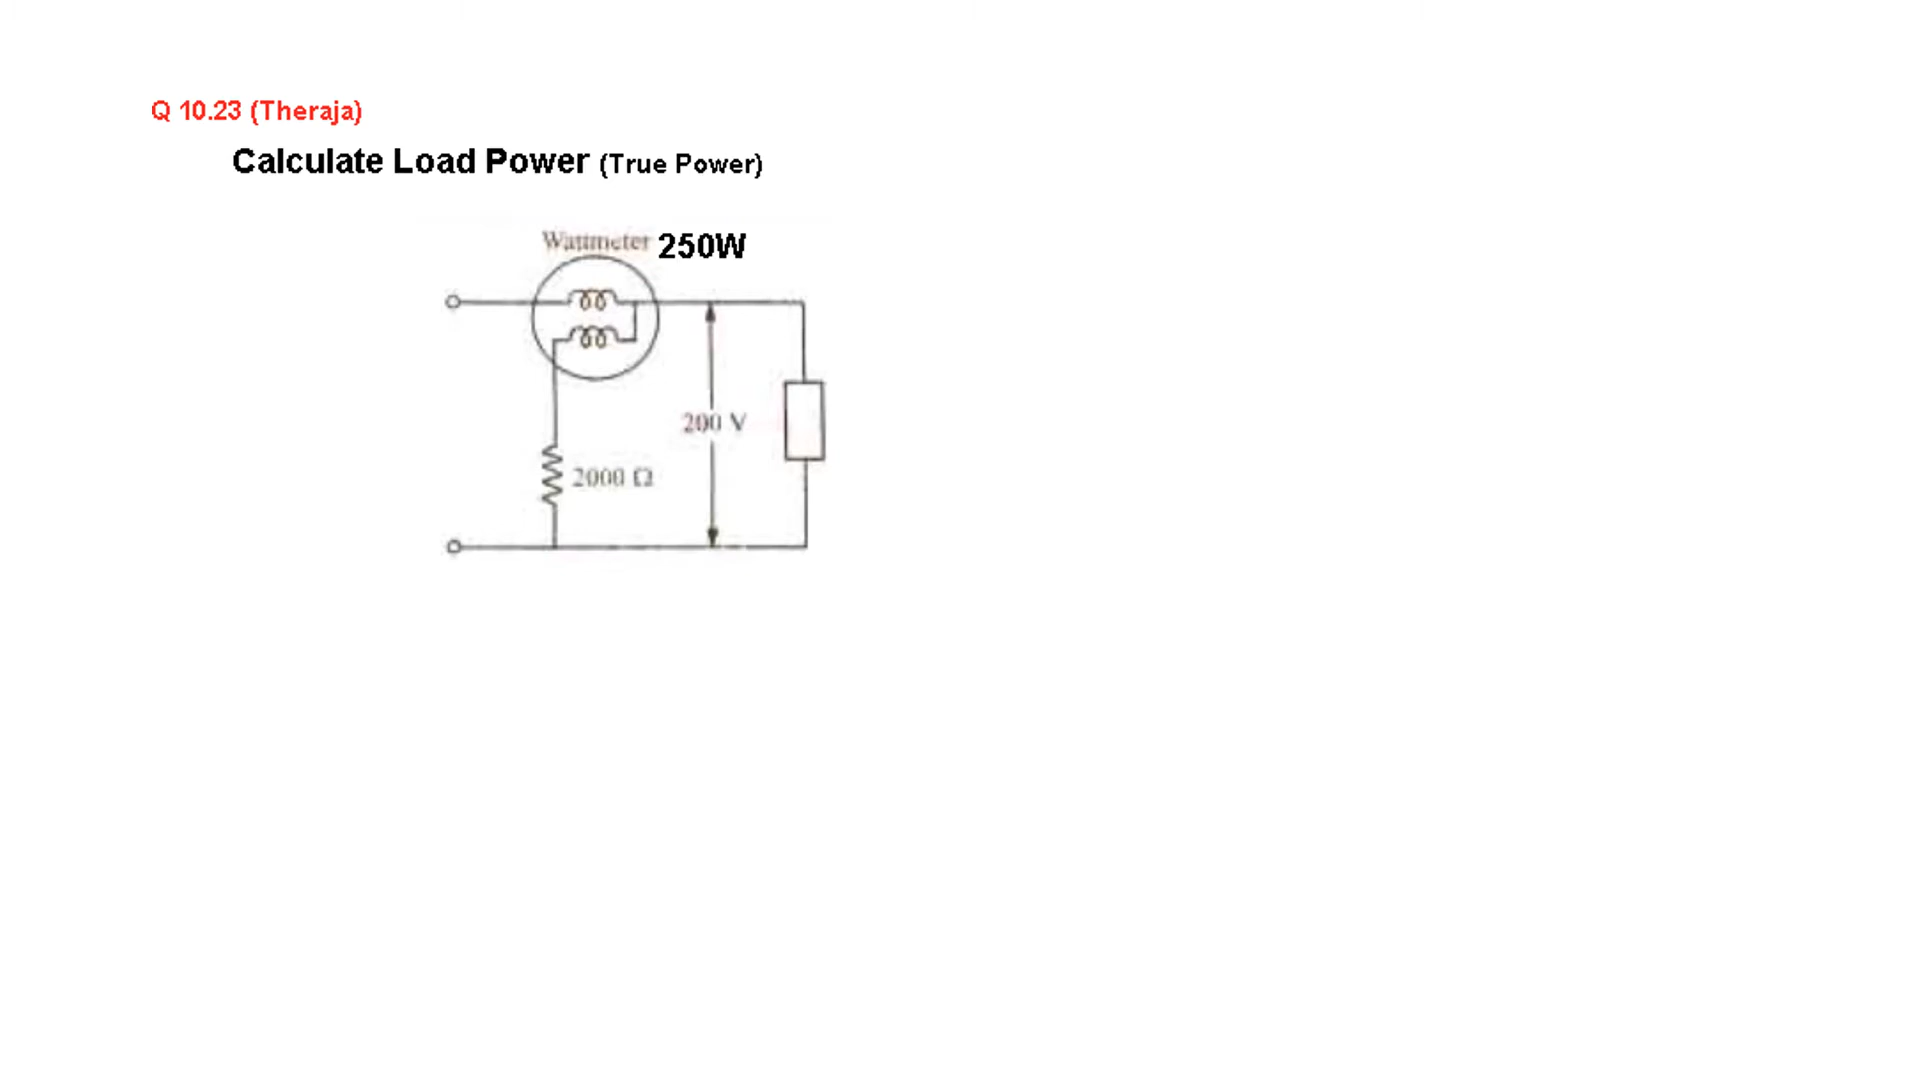 Q 10.23 (Theraja)
Calculate Load Power (True Power)
Wattmeter 250W
200 V
2000 Ω